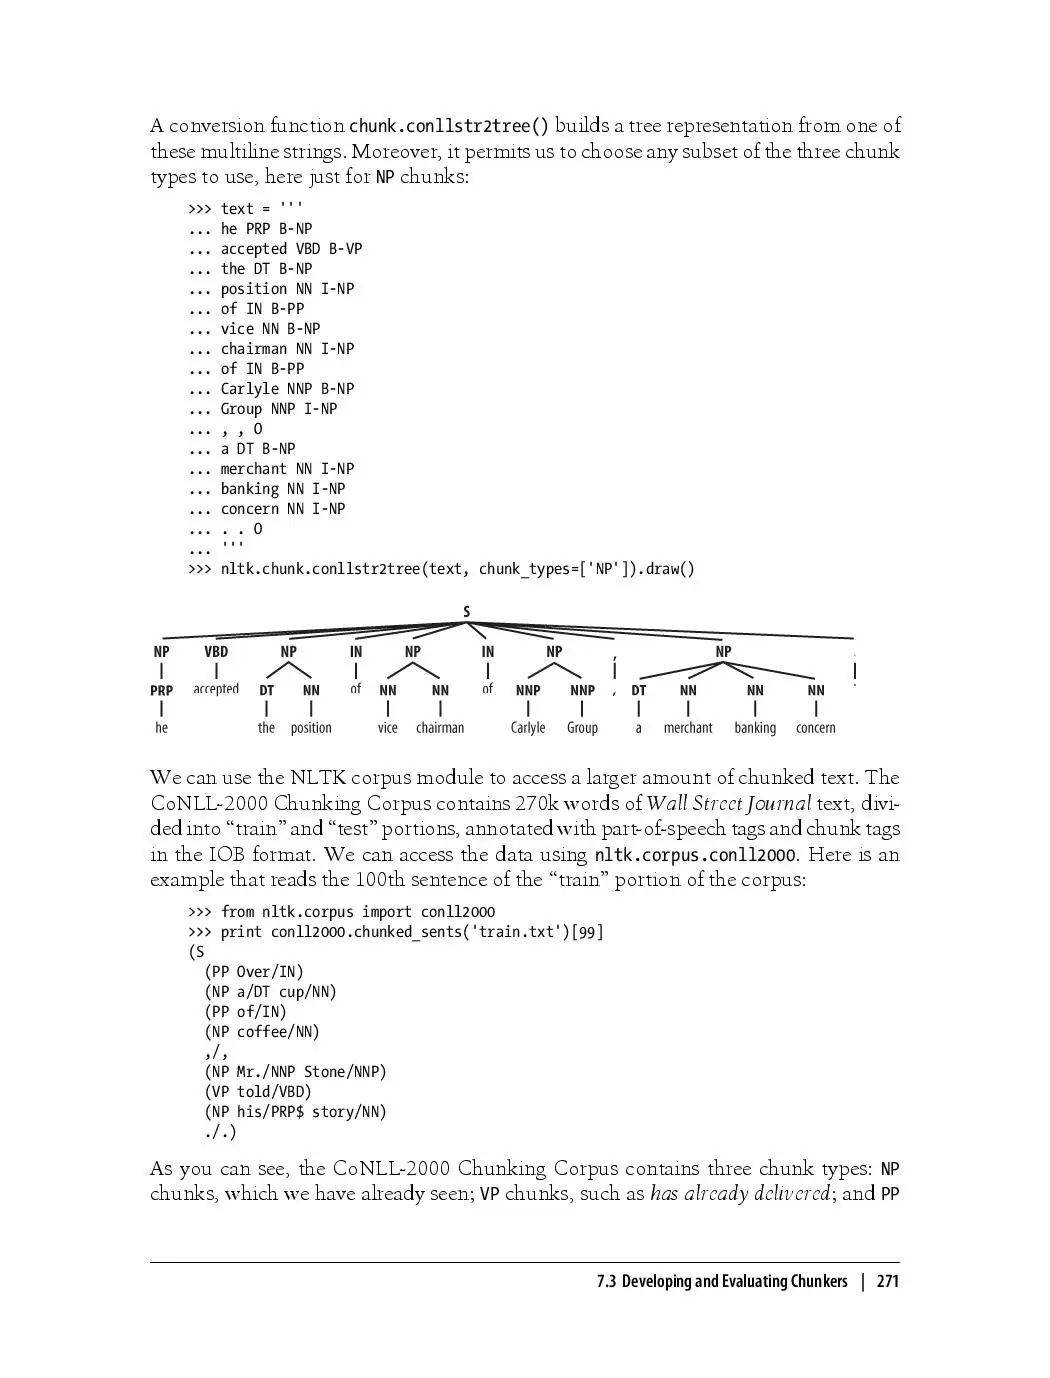 A conversion function chunk.conllstr2tree() builds a tree representation from one of
these multiline strings. Moreover, it permits us to choose any subset of the three chunk
types to use, here just for NP chunks:
>>> text = '''
... he PRP B-NP
... accepted VBD B-VP
... the DT B-NP
... position NN I-NP
... of IN B-PP
... vice NN B-NP
... chairman NN I-NP
... of IN B-PP
... Carlyle NNP B-NP
... Group NNP I-NP
... , , O
... a DT B-NP
... merchant NN I-NP
... banking NN I-NP
... concern NN I-NP
... . . O
... '''
>>> nltk.chunk.conllstr2tree(text, chunk_types=['NP']).draw()
S
NP VBD NP IN NP IN NP , NP .
PRP accepted DT NN of NN NN of NNP NNP , DT NN NN NN .
he the position vice chairman Carlyle Group a merchant banking concern
We can use the NLTK corpus module to access a larger amount of chunked text. The
CoNLL-2000 Chunking Corpus contains 270k words of Wall Street Journal text, divi-
ded into “train” and “test” portions, annotated with part-of-speech tags and chunk tags
in the IOB format. We can access the data using nltk.corpus.conll2000. Here is an
example that reads the 100th sentence of the “train” portion of the corpus:
>>> from nltk.corpus import conll2000
>>> print conll2000.chunked_sents('train.txt')[99]
(S
(PP Over/IN)
(NP a/DT cup/NN)
(PP of/IN)
(NP coffee/NN)
,/,
(NP Mr./NNP Stone/NNP)
(VP told/VBD)
(NP his/PRP$ story/NN)
./.)
As you can see, the CoNLL-2000 Chunking Corpus contains three chunk types: NP
chunks, which we have already seen; VP chunks, such as has already delivered; and PP
7.3 Developing and Evaluating Chunkers | 271